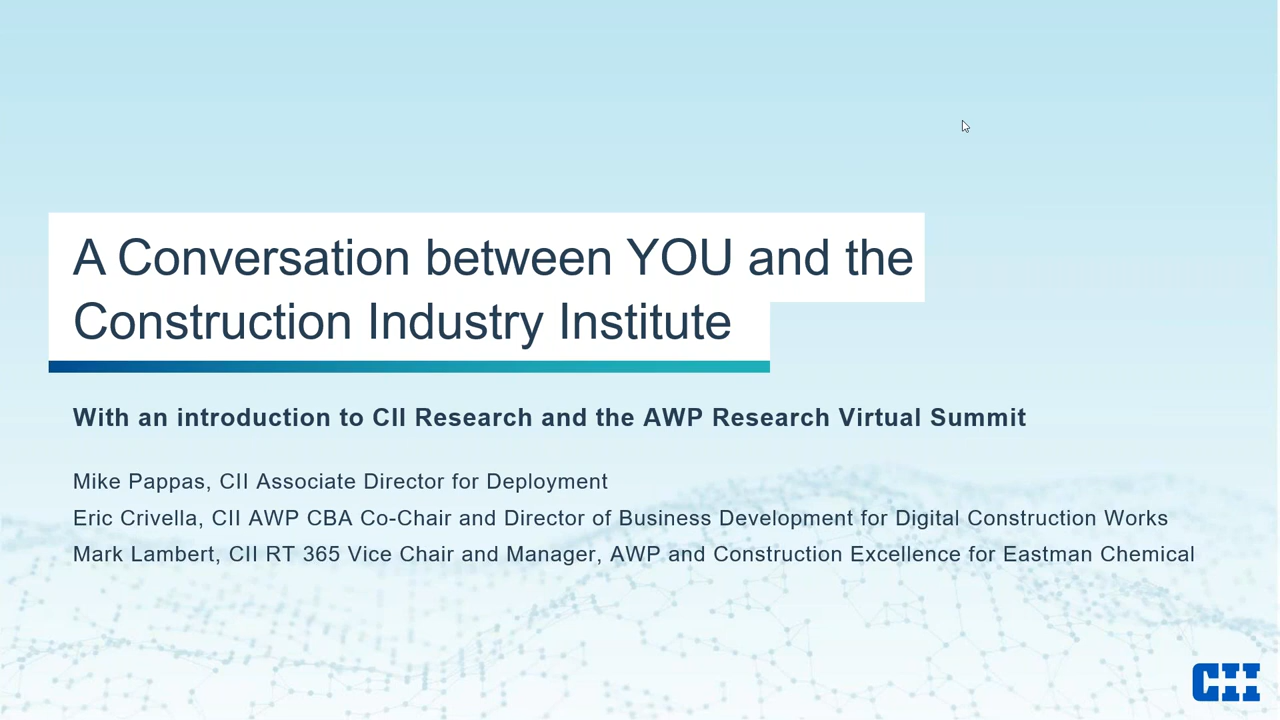 A Conversation between YOU and the
Construction Industry Institute
With an introduction to CII Research and the AWP Research Virtual Summit
Mike Pappas, CII Associate Director for Deployment
Eric Crivella, CII AWP CBA Co-Chair and Director of Business Development for Digital Construction Works
Mark Lambert, CII RT 365 Vice Chair and Manager, AWP and Construction Excellence for Eastman Chemical
CII